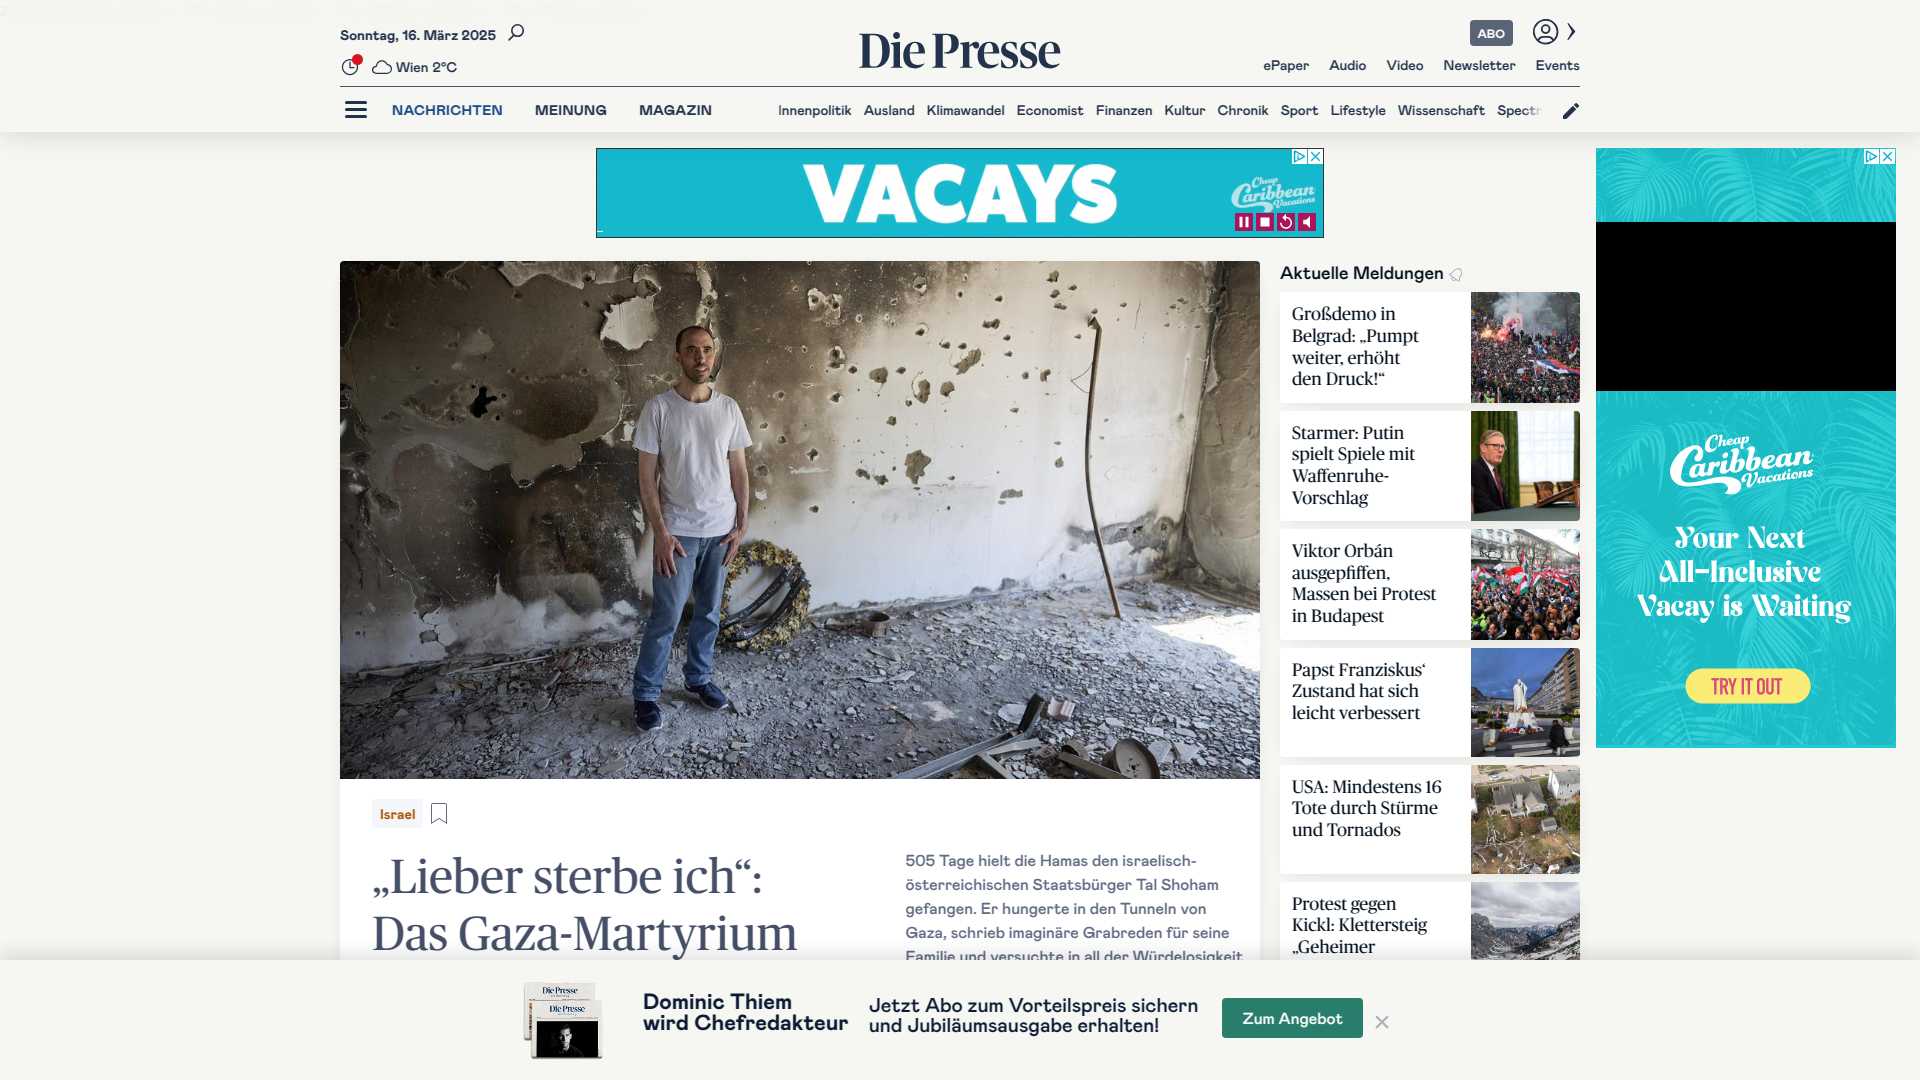 Sonntag, 16. März 2025
Wien 2°C
Die Presse
ABO
ePaper Audio Video Newsletter Events
NACHRICHTEN MEINUNG MAGAZIN
Innenpolitik Ausland Klimawandel Economist Finanzen Kultur Chronik Sport Lifestyle Wissenschaft Spectr
VACAYS
Cheap
Caribbean
Vacations
Aktuelle Meldungen
Großdemo in
Belgrad: „Pumpt
weiter, erhöht
den Druck!“
Starmer: Putin
spielt Spiele mit
Waffenruhe-
Vorschlag
Viktor Orbán
ausgepfiffen,
Massen bei Protest
in Budapest
Papst Franziskus‘
Zustand hat sich
leicht verbessert
USA: Mindestens 16
Tote durch Stürme
und Tornados
Protest gegen
Kickl: Klettersteig
„Geheimer
Cheap
Caribbean
Vacations
Your Next
All-Inclusive
Vacay is Waiting
TRY IT OUT
Israel
„Lieber sterbe ich“:
Das Gaza-Martyrium
505 Tage hielt die Hamas den israelisch-
österreichischen Staatsbürger Tal Shoham
gefangen. Er hungerte in den Tunneln von
Gaza, schrieb imaginäre Grabreden für seine
Familie und versuchte in all der Würdelosigkeit
Die Presse
Die Presse
Dominic Thiem
wird Chefredakteur
Jetzt Abo zum Vorteilspreis sichern
und Jubiläumsausgabe erhalten!
Zum Angebot